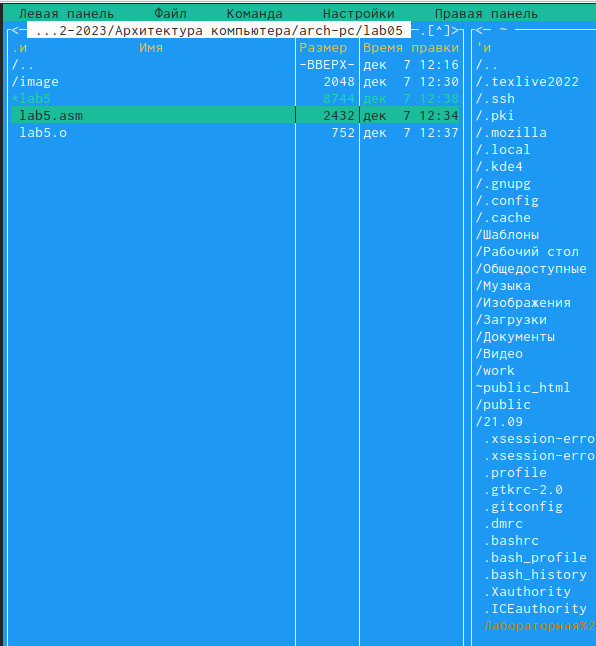 Левая панель Файл Команда Настройки Правая панель
<─ ...2-2023/Архитектура компьютера/arch-pc/lab05 ─.[^]>
.и Имя Размер Время правки
/.. -ВВЕРХ- дек 7 12:16
/image 2048 дек 7 12:30
*lab5 8744 дек 7 12:38
lab5.asm 2432 дек 7 12:34
lab5.o 752 дек 7 12:37
<─ ~
'и
/..
/.texlive2022
/.ssh
/.pki
/.mozilla
/.local
/.kde4
/.gnupg
/.config
/.cache
/Шаблоны
/Рабочий стол
/Общедоступные
/Музыка
/Изображения
/Загрузки
/Документы
/Видео
/work
~public_html
/public
/21.09
.xsession-erro
.xsession-erro
.profile
.gtkrc-2.0
.gitconfig
.dmrc
.bashrc
.bash_profile
.bash_history
.Xauthority
.ICEauthority
Лабораторная%2